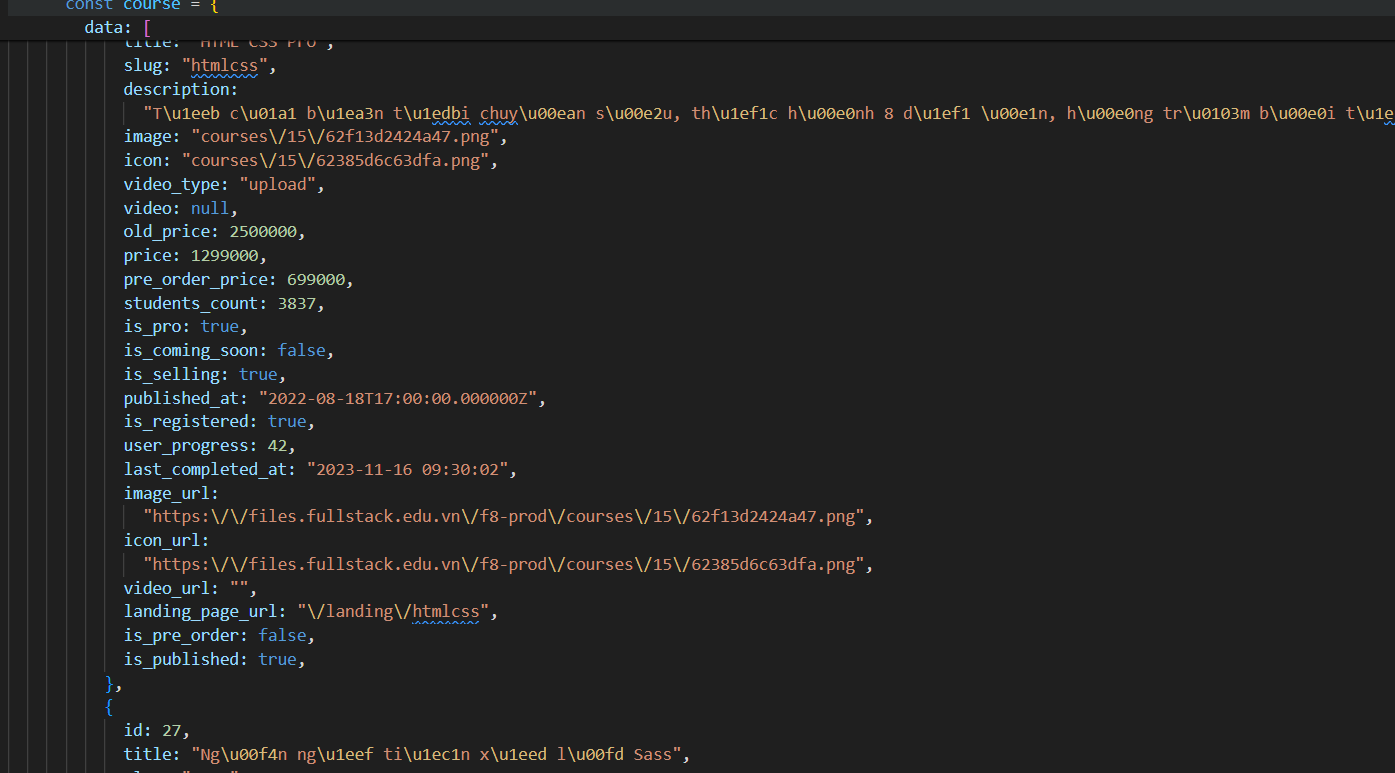 const course = {
data: [
title: "HTML CSS Pro",
slug: "htmlcss",
description:
"T\u1eeb c\u01a1 b\u1ea3n t\u1edbi chuy\u00ean s\u00e2u, th\u1ef1c h\u00e0nh 8 d\u1ef1 \u00e1n, h\u00e0ng tr\u0103m b\u00e0i t\u1e
image: "courses\/15\/62f13d2424a47.png",
icon: "courses\/15\/62385d6c63dfa.png",
video_type: "upload",
video: null,
old_price: 2500000,
price: 1299000,
pre_order_price: 699000,
students_count: 3837,
is_pro: true,
is_coming_soon: false,
is_selling: true,
published_at: "2022-08-18T17:00:00.000000Z",
is_registered: true,
user_progress: 42,
last_completed_at: "2023-11-16 09:30:02",
image_url:
"https:\/\/files.fullstack.edu.vn\/f8-prod\/courses\/15\/62f13d2424a47.png",
icon_url:
"https:\/\/files.fullstack.edu.vn\/f8-prod\/courses\/15\/62385d6c63dfa.png",
video_url: "",
landing_page_url: "\/landing\/htmlcss",
is_pre_order: false,
is_published: true,
},
{
id: 27,
title: "Ng\u00f4n ng\u1eef ti\u1ec1n x\u1eed l\u00fd Sass",